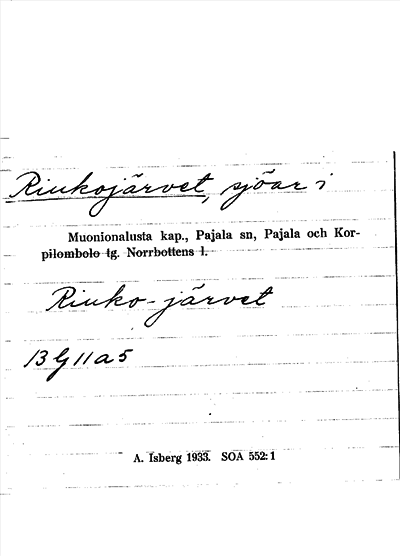 Riukojärvet, sjöar i
Muonionalusta kap., Pajala sn, Pajala och Kor-
pilombolo tg. Norrbottens l.
Riuko-järvet
13 G 11 a 5
A. Isberg 1933. SOA 552:1